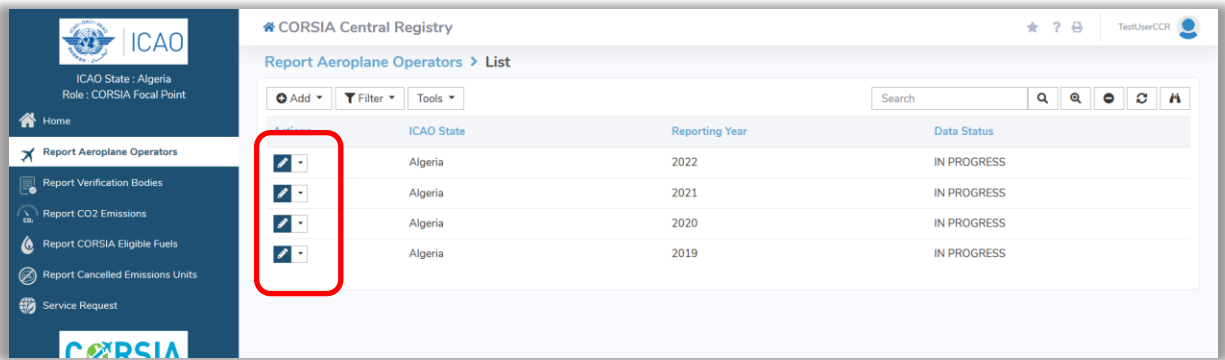 ICAO
ICAO State : Algeria
Role : CORSIA Focal Point
Home
Report Aeroplane Operators
Report Verification Bodies
Report CO2 Emissions
Report CORSIA Eligible Fuels
Report Cancelled Emissions Units
Service Request
CORSIA
CORSIA Central Registry
?
TestUserCCR
Report Aeroplane Operators > List
Add
Filter
Tools
Search
Actions ICAO State Reporting Year Data Status
Algeria 2022 IN PROGRESS
Algeria 2021 IN PROGRESS
Algeria 2020 IN PROGRESS
Algeria 2019 IN PROGRESS